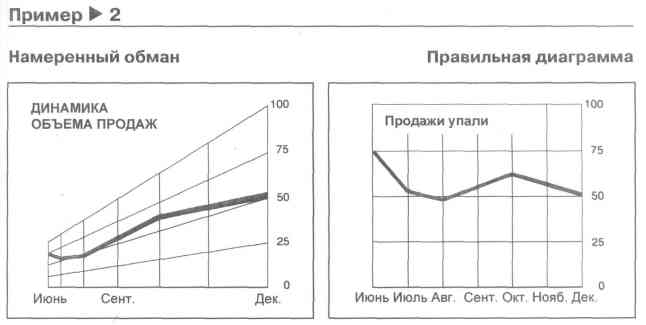 Пример ▶ 2
Намеренный обман
Правильная диаграмма
ДИНАМИКА
ОБЪЕМА ПРОДАЖ
100
75
50
25
0
Июнь Сент. Дек.
Продажи упали
100
75
50
25
0
Июнь Июль Авг. Сент. Окт. Нояб. Дек.